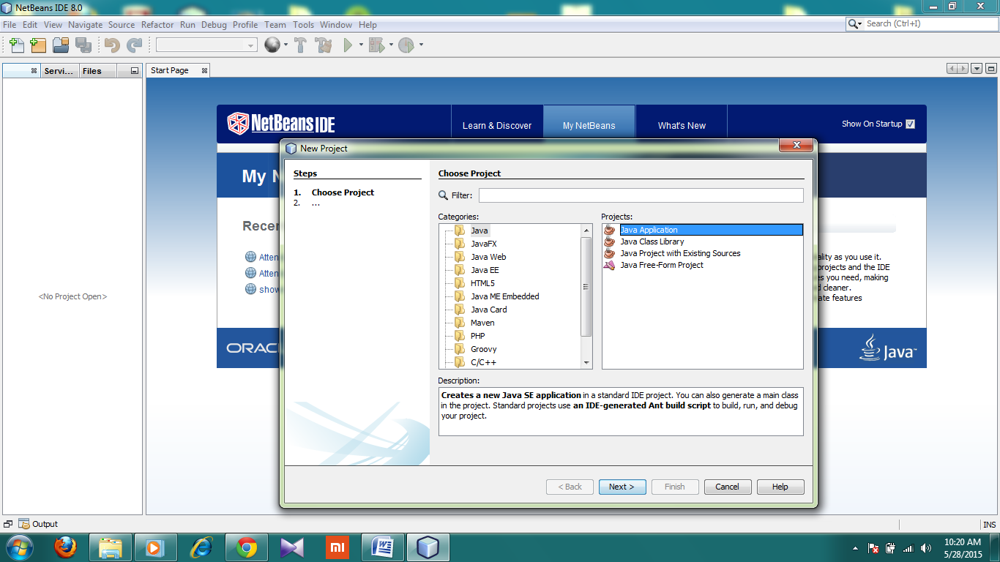 NetBeans IDE 8.0
File Edit View Navigate Source Refactor Run Debug Profile Team Tools Window Help
Search (Ctrl+I)
Servi... Files
Start Page
NetBeans IDE
Learn & Discover
My NetBeans
What's New
Show On Startup
My N
Recen
Atten
Atten
show
<No Project Open>
ality as you use it.
projects and the IDE
es you need, making
d cleaner.
ate features
ORAC
Java™
New Project
Steps
1. Choose Project
2. ...
Choose Project
Filter:
Categories:
Java
JavaFX
Java Web
Java EE
HTML5
Java ME Embedded
Java Card
Maven
PHP
Groovy
C/C++
Projects:
Java Application
Java Class Library
Java Project with Existing Sources
Java Free-Form Project
Description:
Creates a new Java SE application in a standard IDE project. You can also generate a main class
in the project. Standard projects use an IDE-generated Ant build script to build, run, and debug
your project.
< Back
Next >
Finish
Cancel
Help
Output
INS
mi
W
10:20 AM
5/28/2015